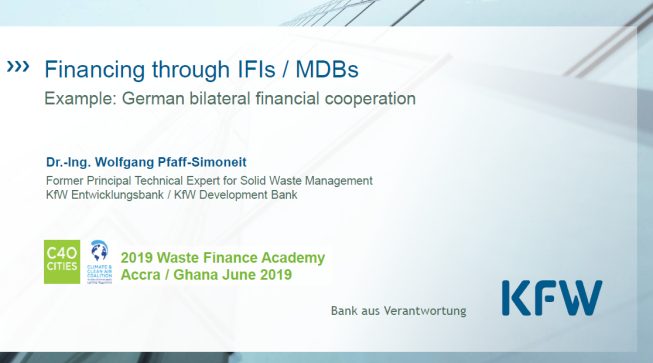 ››› Financing through IFIs / MDBs
Example: German bilateral financial cooperation
Dr.-Ing. Wolfgang Pfaff-Simoneit
Former Principal Technical Expert for Solid Waste Management
KfW Entwicklungsbank / KfW Development Bank
C40
CITIES
CLIMATE &
CLEAN AIR
COALITION
2019 Waste Finance Academy
Accra / Ghana June 2019
Bank aus Verantwortung
KFW